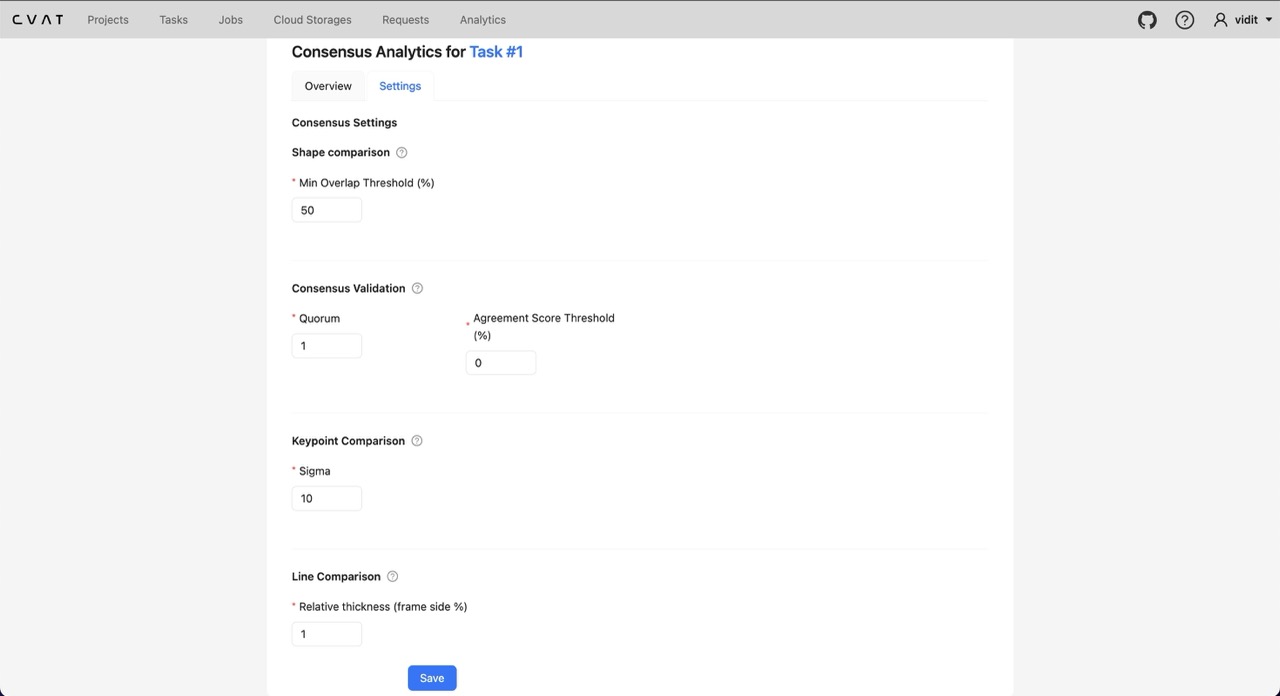 CVAT Projects Tasks Jobs Cloud Storages Requests Analytics vidit
Consensus Analytics for Task #1
Overview Settings
Consensus Settings
Shape comparison
* Min Overlap Threshold (%)
50
Consensus Validation
* Quorum
1
* Agreement Score Threshold
(%)
0
Keypoint Comparison
* Sigma
10
Line Comparison
* Relative thickness (frame side %)
1
Save